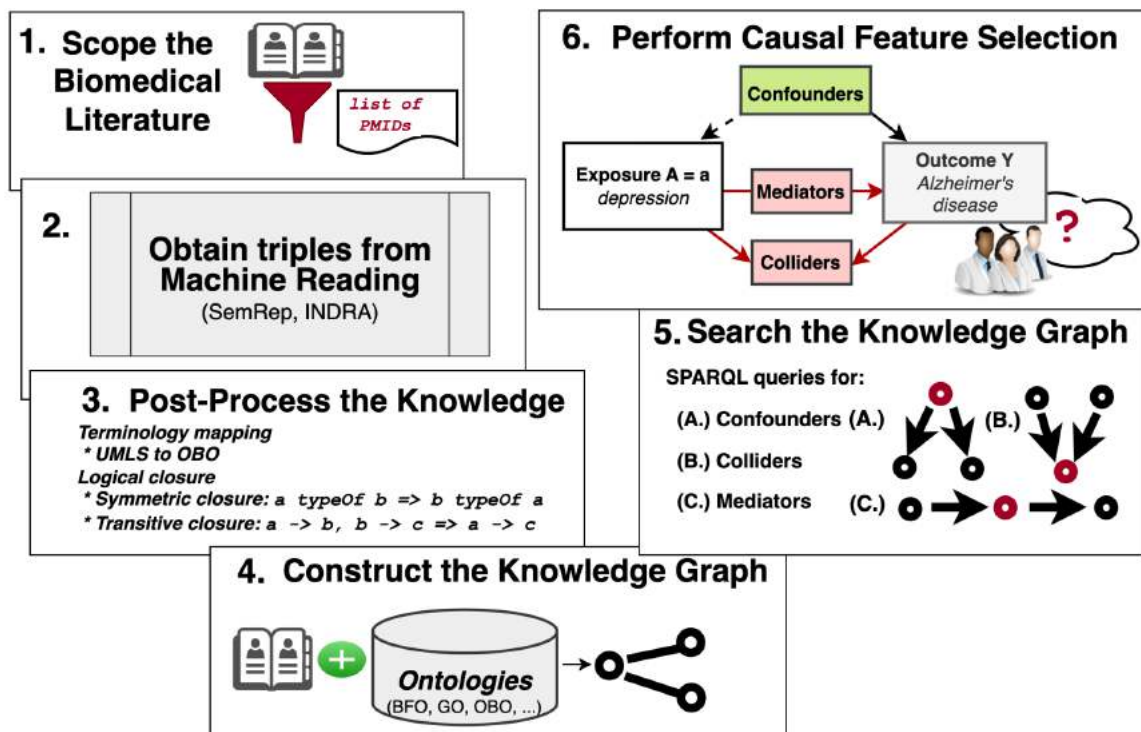 1. Scope the
Biomedical
Literature
list of
PMIDs
2.
Obtain triples from
Machine Reading
(SemRep, INDRA)
3. Post-Process the Knowledge
Terminology mapping
* UMLS to OBO
Logical closure
* Symmetric closure: a typeOf b => b typeOf a
* Transitive closure: a -> b, b -> c => a -> c
4. Construct the Knowledge Graph
+
Ontologies
(BFO, GO, OBO, ...)
5. Search the Knowledge Graph
SPARQL queries for:
(A.) Confounders (A.) (B.)
(B.) Colliders
(C.) Mediators (C.)
6. Perform Causal Feature Selection
Confounders
Exposure A = a
depression
Mediators
Outcome Y
Alzheimer's
disease
Colliders
?